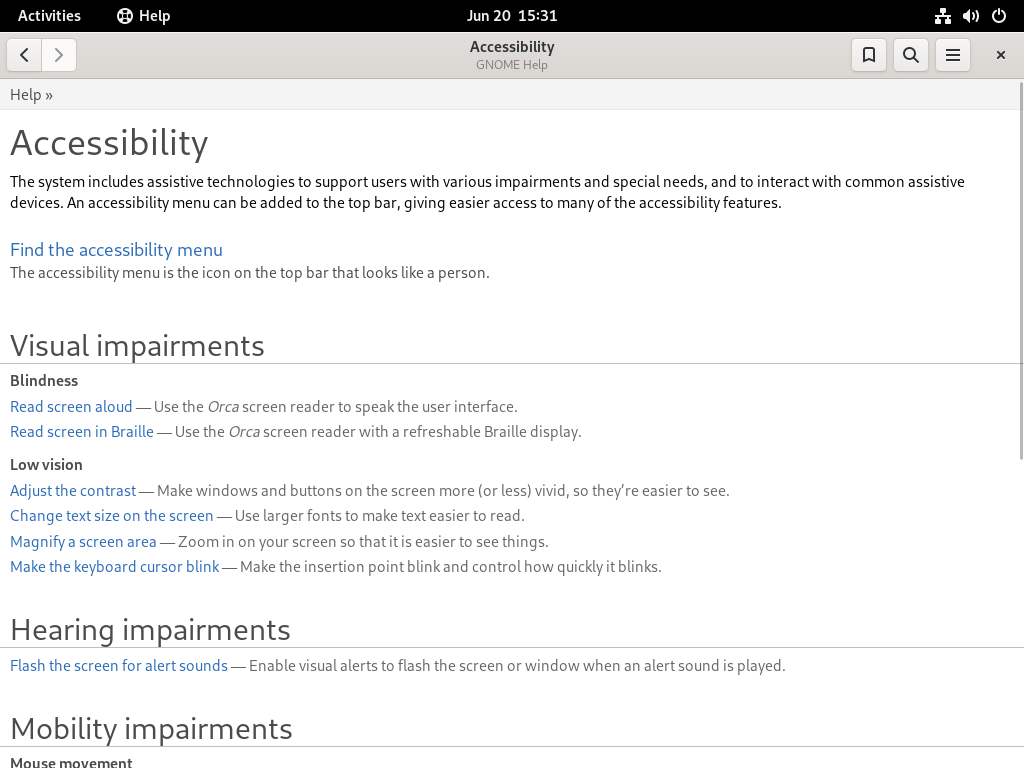 Activities Help Jun 20 15:31
Accessibility
GNOME Help
Help »
Accessibility
The system includes assistive technologies to support users with various impairments and special needs, and to interact with common assistive
devices. An accessibility menu can be added to the top bar, giving easier access to many of the accessibility features.
Find the accessibility menu
The accessibility menu is the icon on the top bar that looks like a person.
Visual impairments
Blindness
Read screen aloud — Use the Orca screen reader to speak the user interface.
Read screen in Braille — Use the Orca screen reader with a refreshable Braille display.
Low vision
Adjust the contrast — Make windows and buttons on the screen more (or less) vivid, so they’re easier to see.
Change text size on the screen — Use larger fonts to make text easier to read.
Magnify a screen area — Zoom in on your screen so that it is easier to see things.
Make the keyboard cursor blink — Make the insertion point blink and control how quickly it blinks.
Hearing impairments
Flash the screen for alert sounds — Enable visual alerts to flash the screen or window when an alert sound is played.
Mobility impairments
Mouse movement